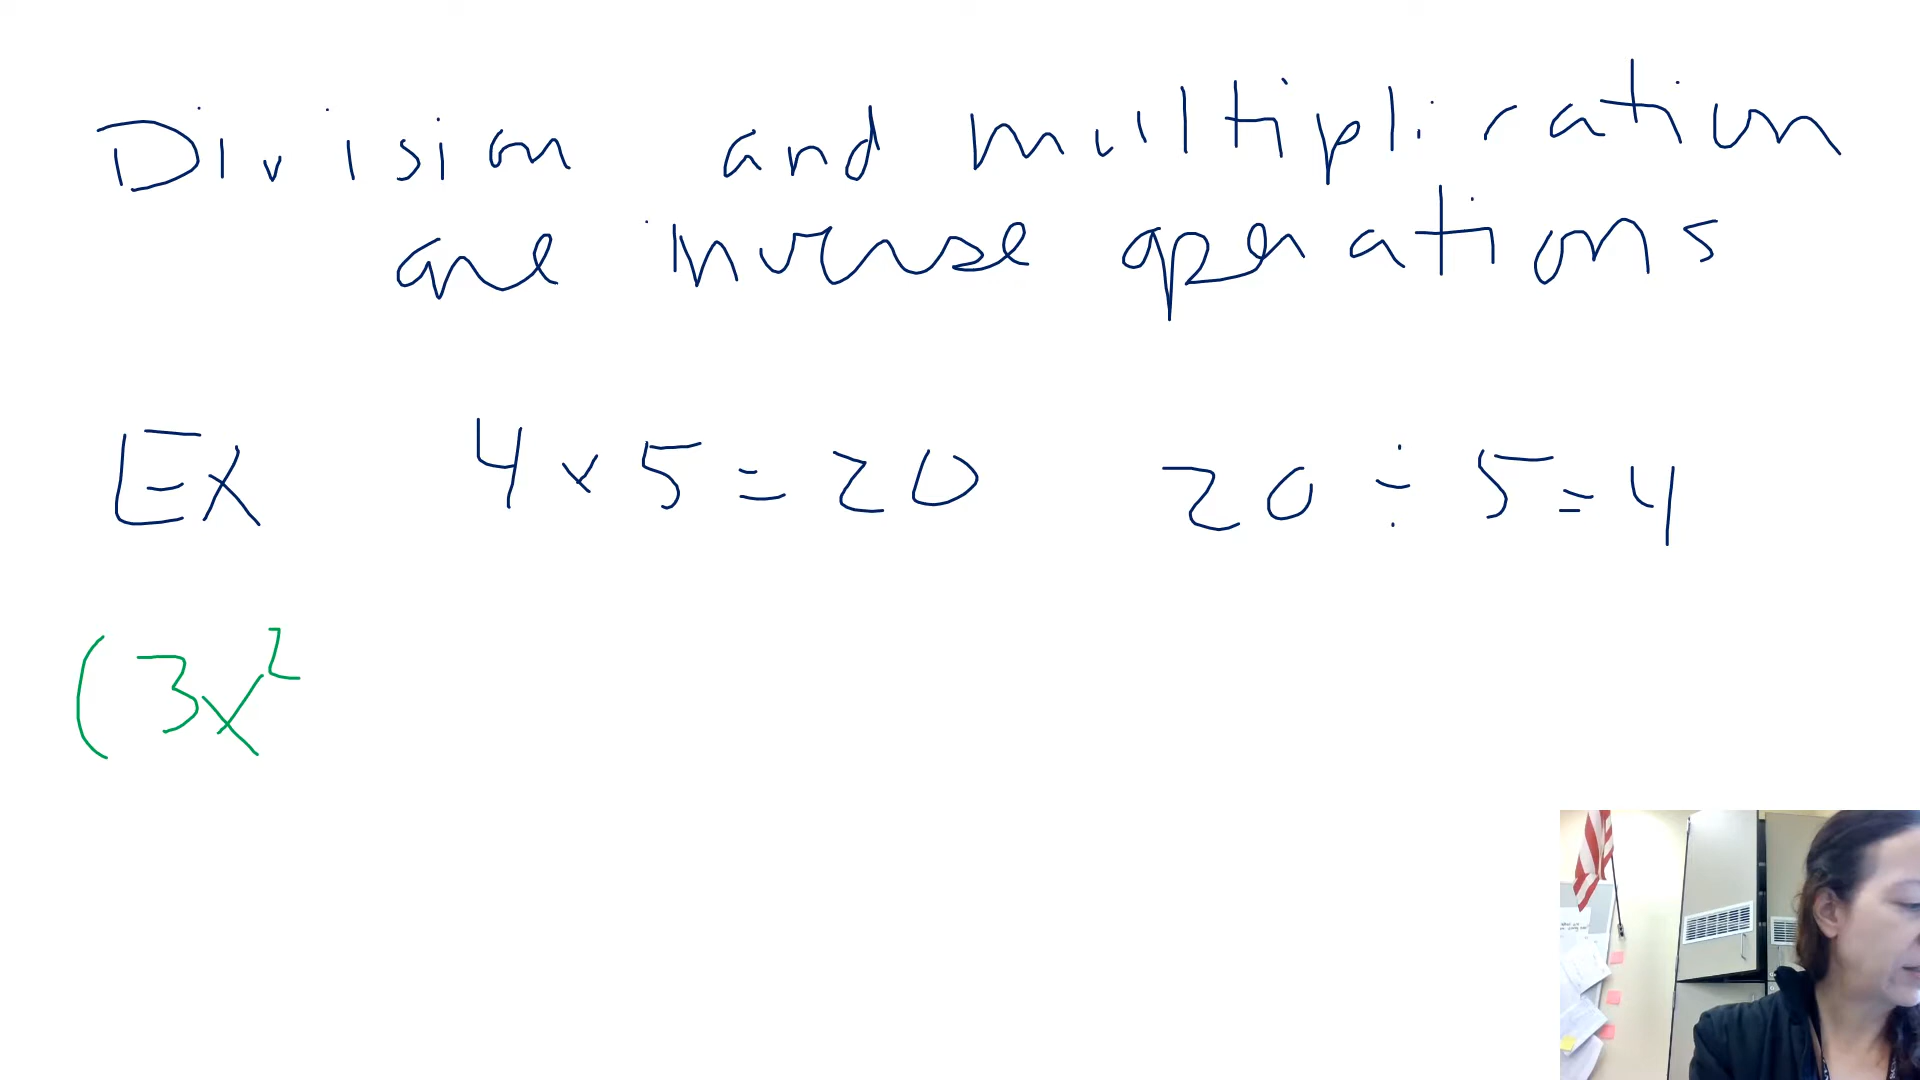 Division and multiplication
are inverse operations
Ex 4 × 5 = 20 20 ÷ 5 = 4
(3x²